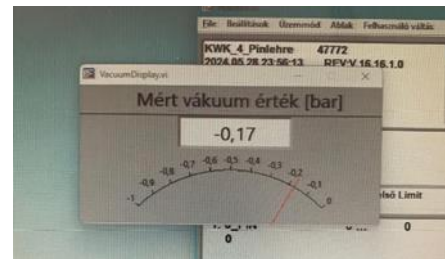 File Beállítások Üzemmód Ablak Felhasználó váltás
KWK_4_Pinlehre 47772
2024.05.28 23:56:13 REV:V.16.16.1.0
VacuumDisplay.vi
Mért vákuum érték [bar]
-0,17
-1 -0,9 -0,8 -0,7 -0,6 -0,5 -0,4 -0,3 -0,2 -0,1 0
lső Limit
0
0